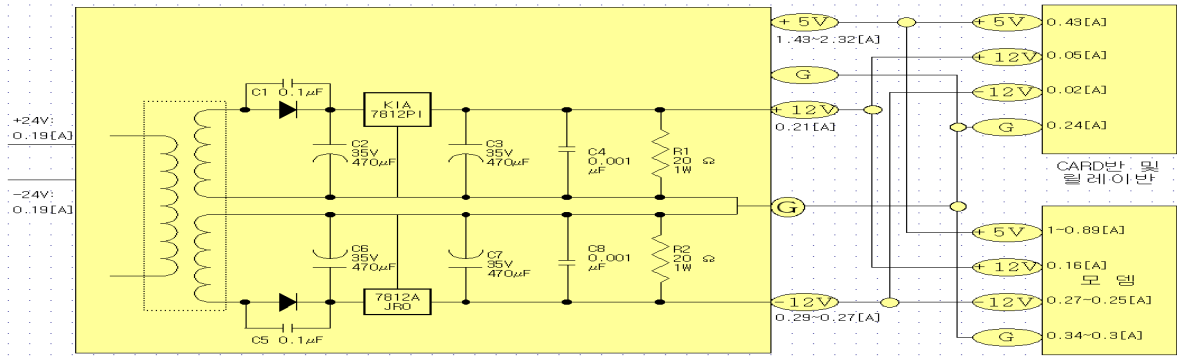 +24V:
0.19[A]
-24V:
0.19[A]
C1 0.1μF
KIA
7812PI
C2
35V
470μF
C3
35V
470μF
C4
0.001
μF
R1
20 Ω
1W
C6
35V
470μF
C7
35V
470μF
C8
0.001
μF
R2
20 Ω
1W
7812A
JRO
C5 0.1μF
+5V
1.43~2.32[A]
G
+12V
0.21[A]
G
-12V
0.29~0.27[A]
+5V 0.43[A]
+12V 0.05[A]
-12V 0.02[A]
G 0.24[A]
CARD반 및
릴레이반
+5V 1~0.89[A]
+12V 0.16[A]
모 뎀
-12V 0.27~0.25[A]
G 0.34~0.3[A]